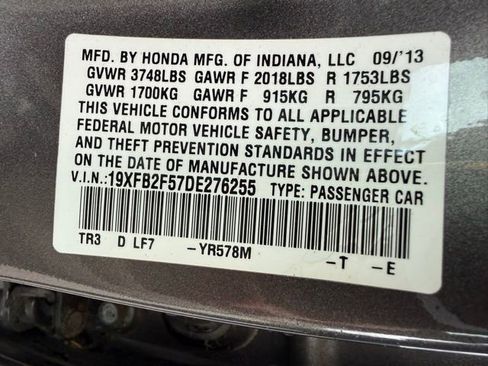 MFD. BY HONDA MFG. OF INDIANA, LLC 09/'13
GVWR 3748LBS GAWR F 2018LBS R 1753LBS
GVWR 1700KG GAWR F 915KG R 795KG
THIS VEHICLE CONFORMS TO ALL APPLICABLE
FEDERAL MOTOR VEHICLE SAFETY, BUMPER,
AND THEFT PREVENTION STANDARDS IN EFFECT
ON THE DATE OF MANUFACTURE SHOWN ABOVE.
V.I.N.:19XFB2F57DE276255 TYPE: PASSENGER CAR
TR3 D LF7 -YR578M -T -E